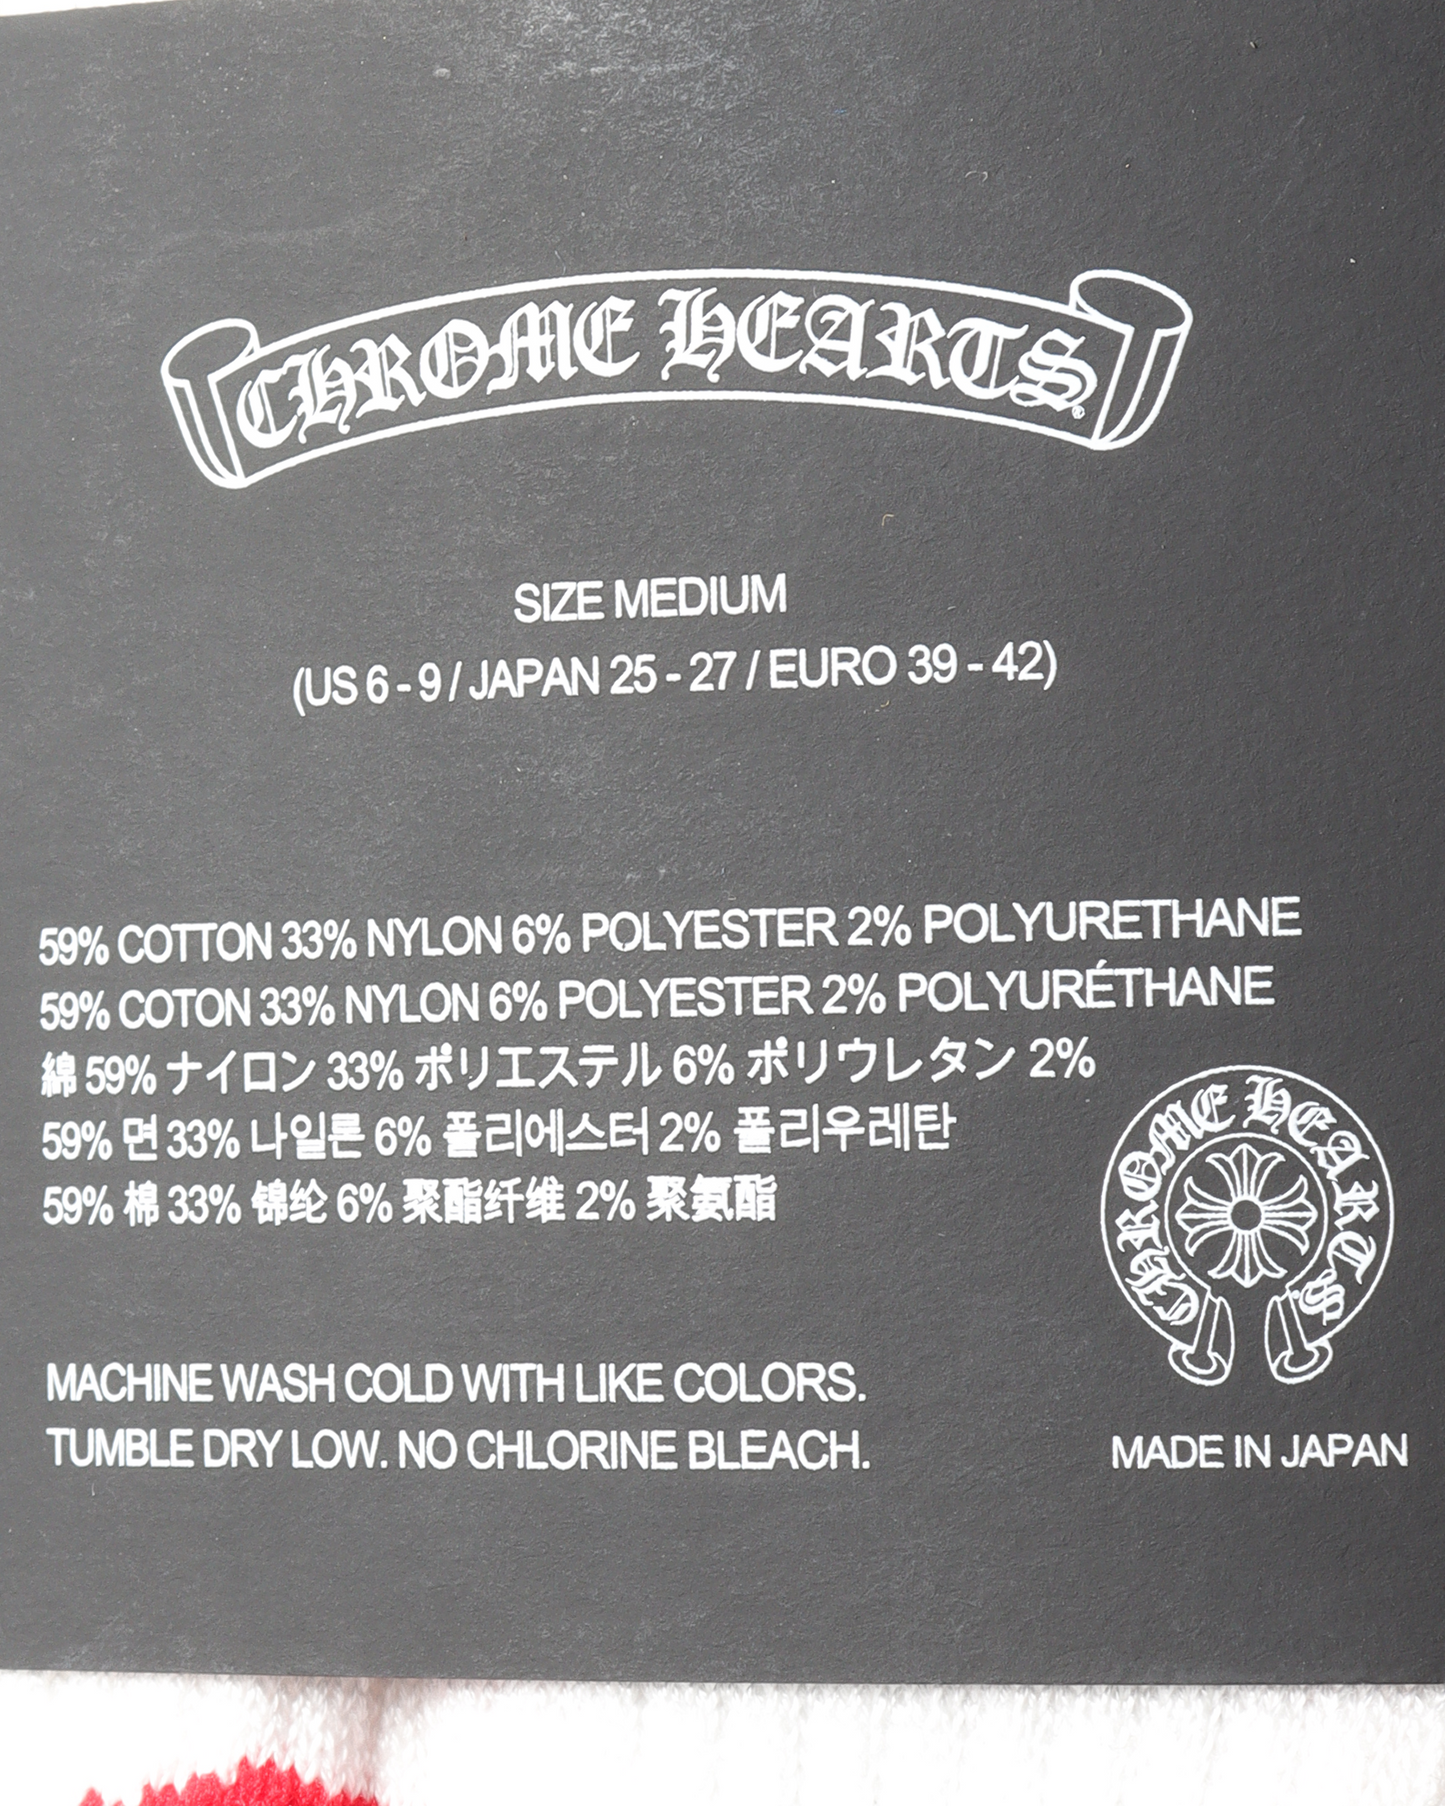 CHROME HEARTS®
SIZE MEDIUM
(US 6 - 9 / JAPAN 25 - 27 / EURO 39 - 42)
59% COTTON 33% NYLON 6% POLYESTER 2% POLYURETHANE
59% COTON 33% NYLON 6% POLYESTER 2% POLYURÉTHANE
綿 59% ナイロン 33% ポリエステル 6% ポリウレタン 2%
59% 면 33% 나일론 6% 폴리에스터 2% 폴리우레탄
59% 棉 33% 锦纶 6% 聚酯纤维 2% 聚氨酯
CHROME HEARTS
MACHINE WASH COLD WITH LIKE COLORS.
TUMBLE DRY LOW. NO CHLORINE BLEACH.
MADE IN JAPAN